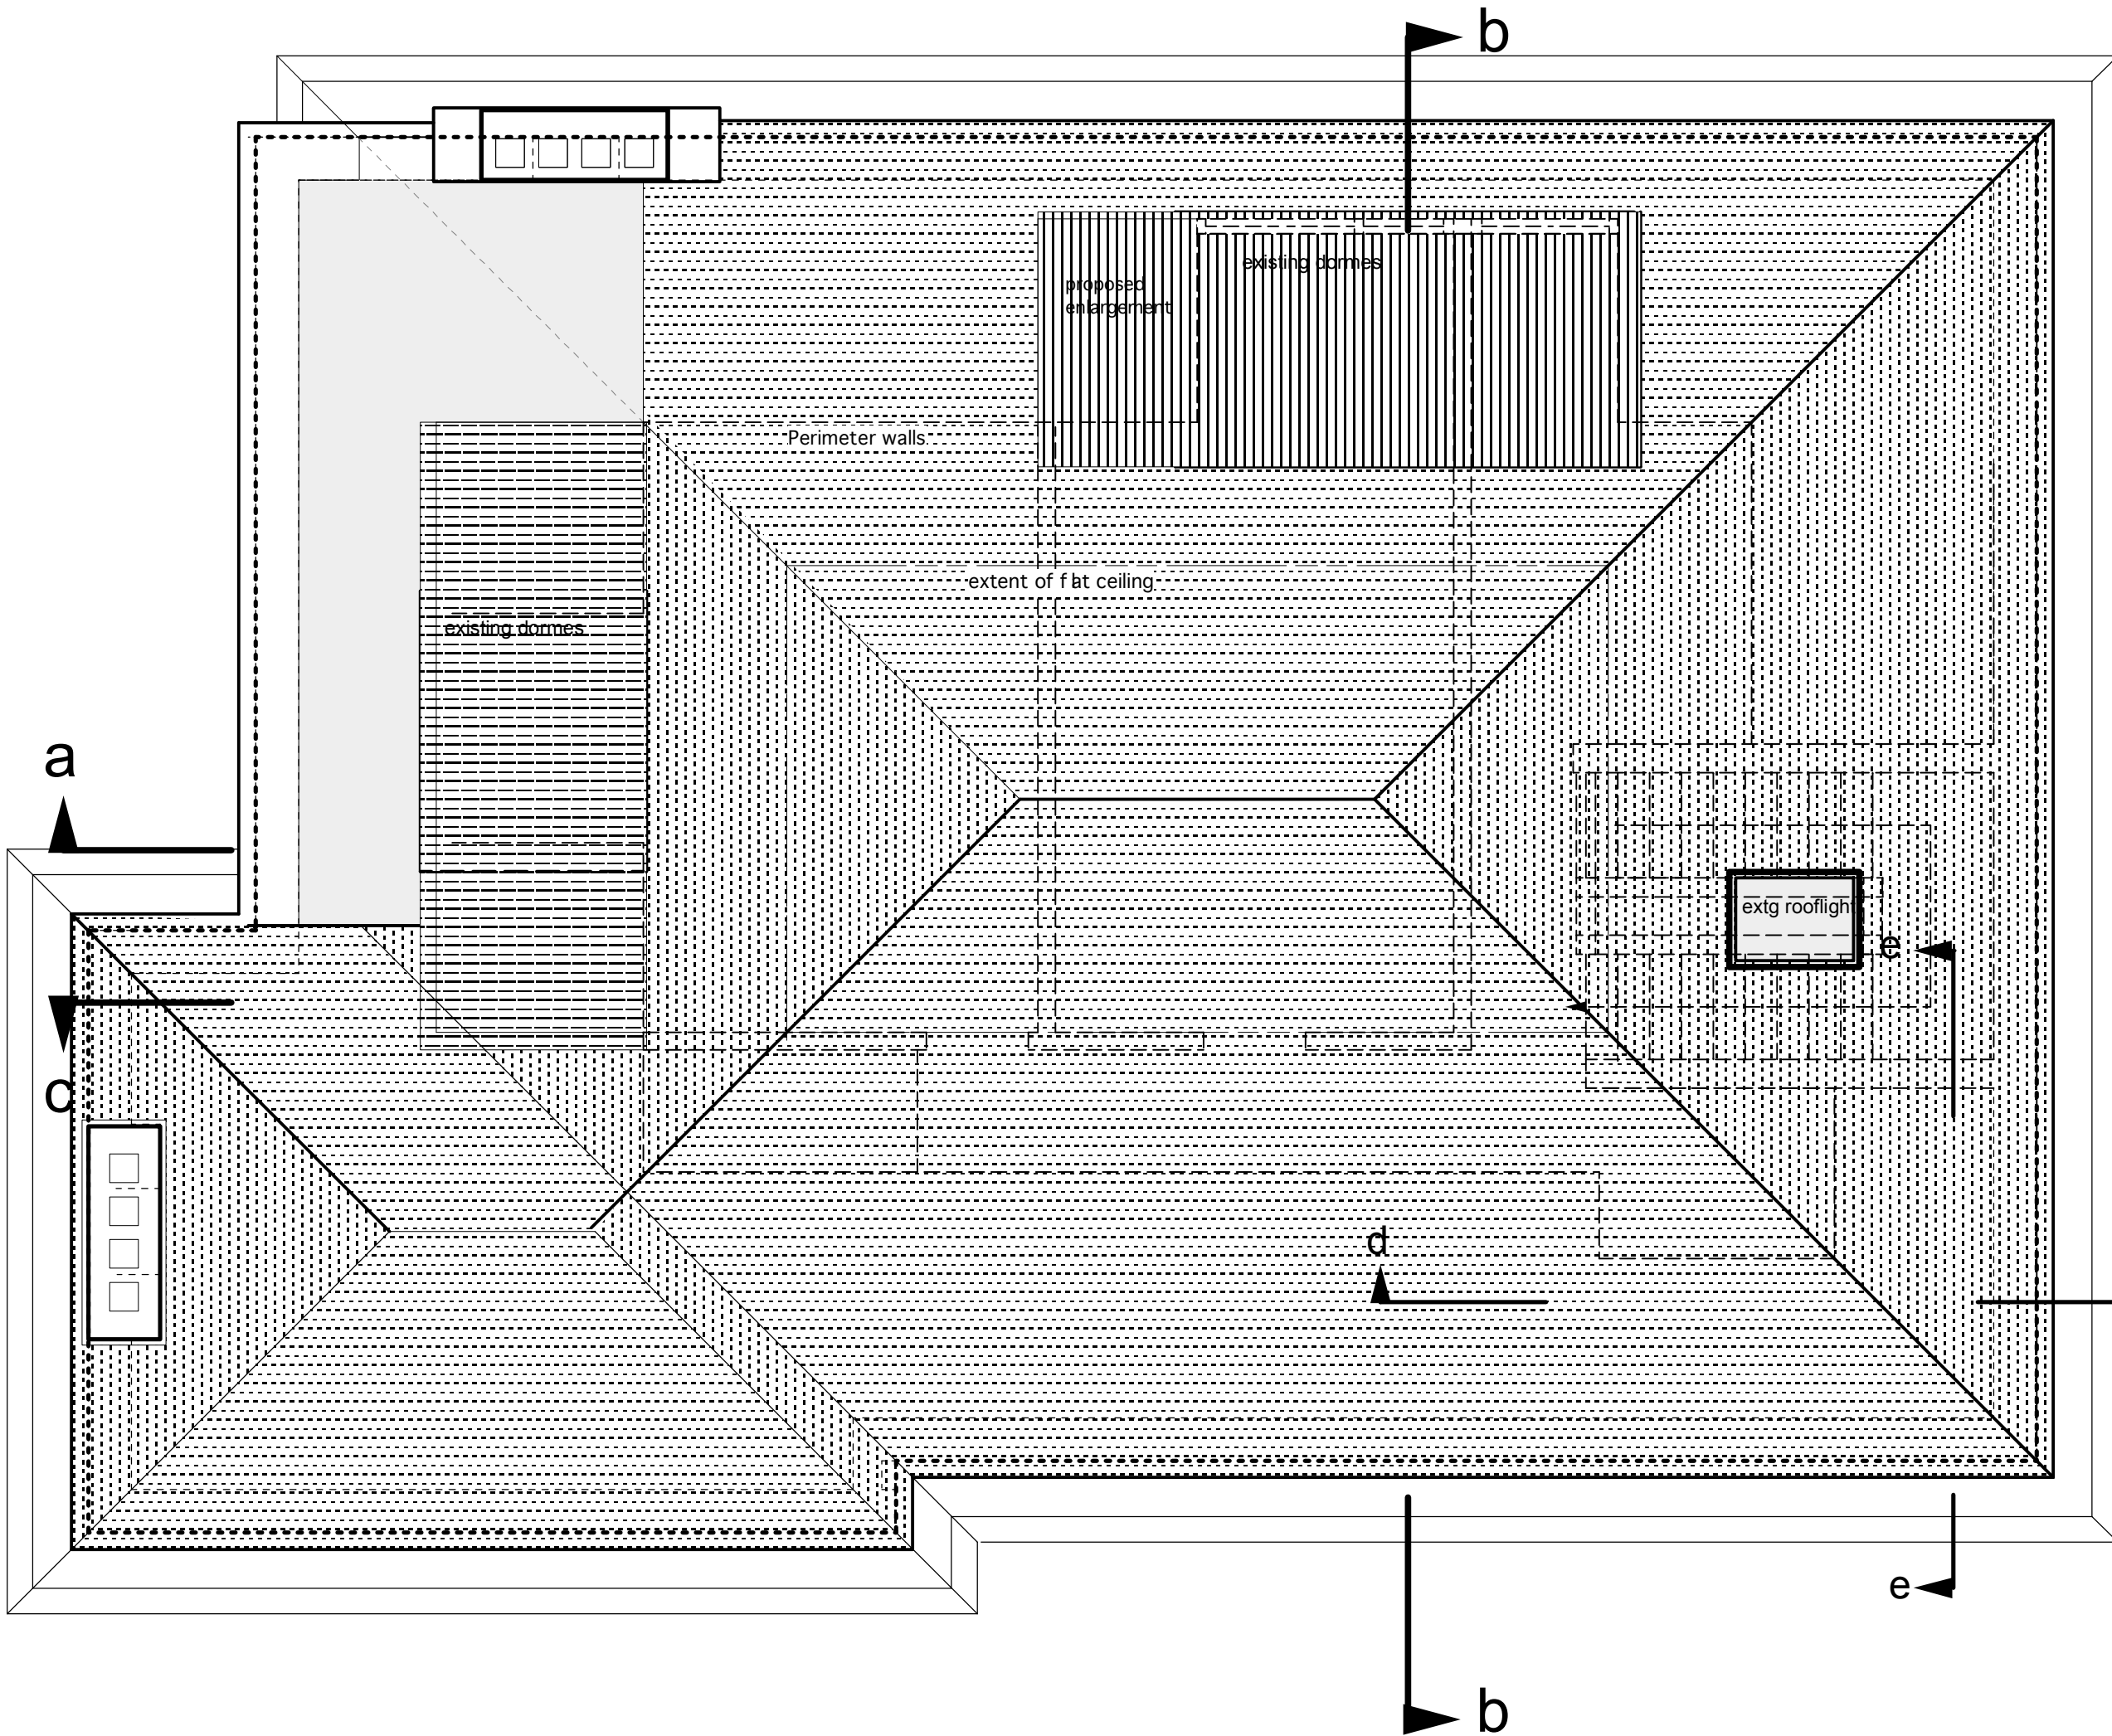 b
existing dormes
proposed
enlargement
Perimeter walls
extent of flat ceiling
existing dormes
a
extg rooflight
e
c
d
e
b